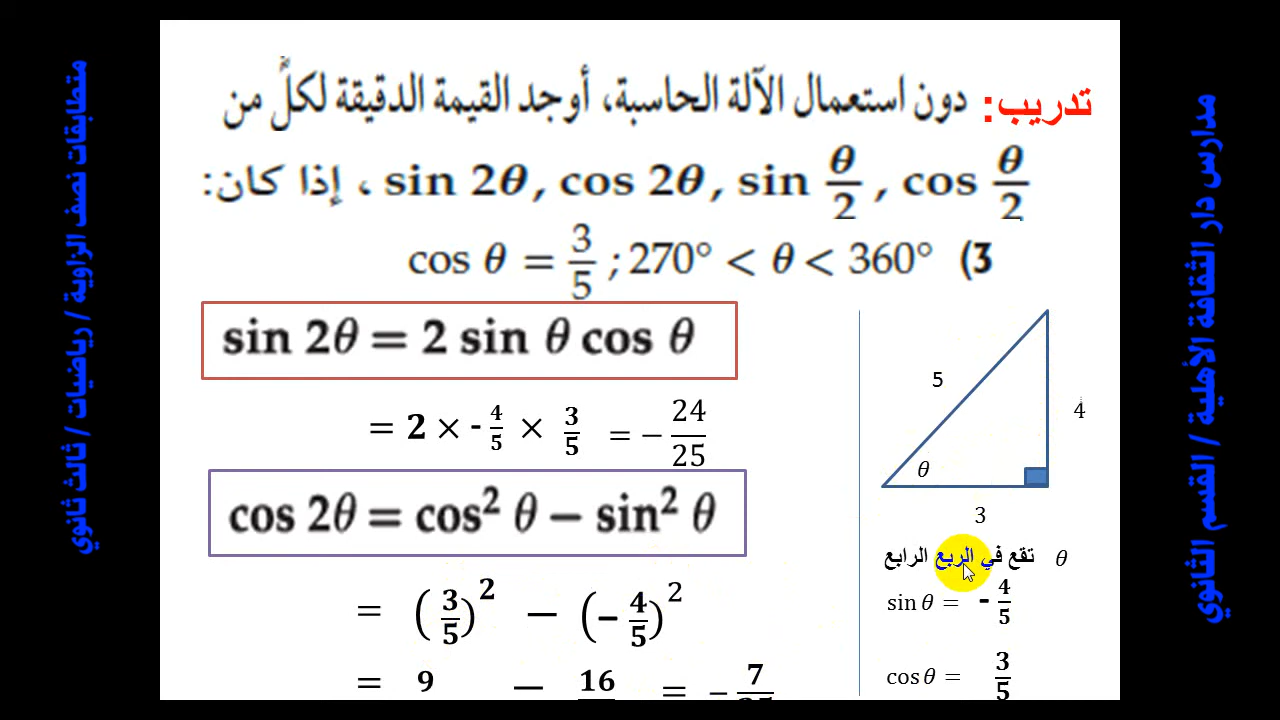 تدريب: دون استعمال الآلة الحاسبة، أوجد القيمة الدقيقة لكلٍّ من
sin 2θ , cos 2θ , sin θ/2 , cos θ/2 ، إذا كان:
cos θ = 3/5 ; 270° < θ < 360° (3
sin 2θ = 2 sin θ cos θ
= 2 × - 4/5 × 3/5 = − 24/25
cos 2θ = cos² θ − sin² θ
= (3/5)² − (− 4/5)²
= 9 − 16 = − 7
5
4
θ
3
θ تقع في الربع الرابع
sin θ = - 4/5
cos θ = 3/5
مدارس دار الثقافة الأهلية / القسم الثانوي
متطابقات نصف الزاوية / رياضيات / ثالث ثانوي